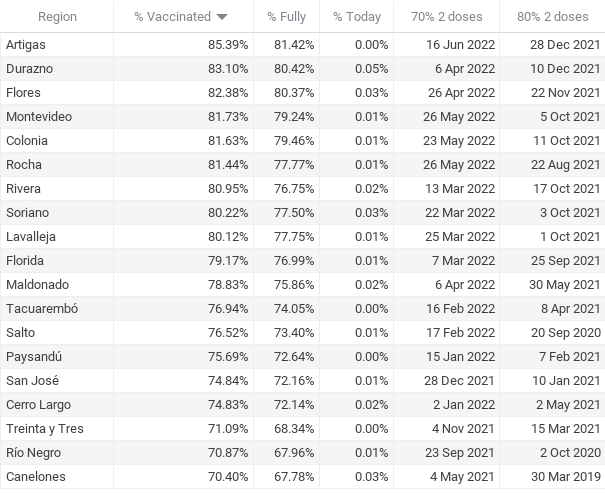 Region % Vaccinated % Fully % Today 70% 2 doses 80% 2 doses
Artigas 85.39% 81.42% 0.00% 16 Jun 2022 28 Dec 2021
Durazno 83.10% 80.42% 0.05% 6 Apr 2022 10 Dec 2021
Flores 82.38% 80.37% 0.03% 26 Apr 2022 22 Nov 2021
Montevideo 81.73% 79.24% 0.01% 26 May 2022 5 Oct 2021
Colonia 81.63% 79.46% 0.01% 23 May 2022 11 Oct 2021
Rocha 81.44% 77.77% 0.01% 26 May 2022 22 Aug 2021
Rivera 80.95% 76.75% 0.02% 13 Mar 2022 17 Oct 2021
Soriano 80.22% 77.50% 0.03% 22 Mar 2022 3 Oct 2021
Lavalleja 80.12% 77.75% 0.01% 25 Mar 2022 1 Oct 2021
Florida 79.17% 76.99% 0.01% 7 Mar 2022 25 Sep 2021
Maldonado 78.83% 75.86% 0.02% 6 Apr 2022 30 May 2021
Tacuarembó 76.94% 74.05% 0.00% 16 Feb 2022 8 Apr 2021
Salto 76.52% 73.40% 0.01% 17 Feb 2022 20 Sep 2020
Paysandú 75.69% 72.64% 0.00% 15 Jan 2022 7 Feb 2021
San José 74.84% 72.16% 0.01% 28 Dec 2021 10 Jan 2021
Cerro Largo 74.83% 72.14% 0.02% 2 Jan 2022 2 May 2021
Treinta y Tres 71.09% 68.34% 0.00% 4 Nov 2021 15 Mar 2021
Río Negro 70.87% 67.96% 0.01% 23 Sep 2021 2 Oct 2020
Canelones 70.40% 67.78% 0.03% 4 May 2021 30 Mar 2019